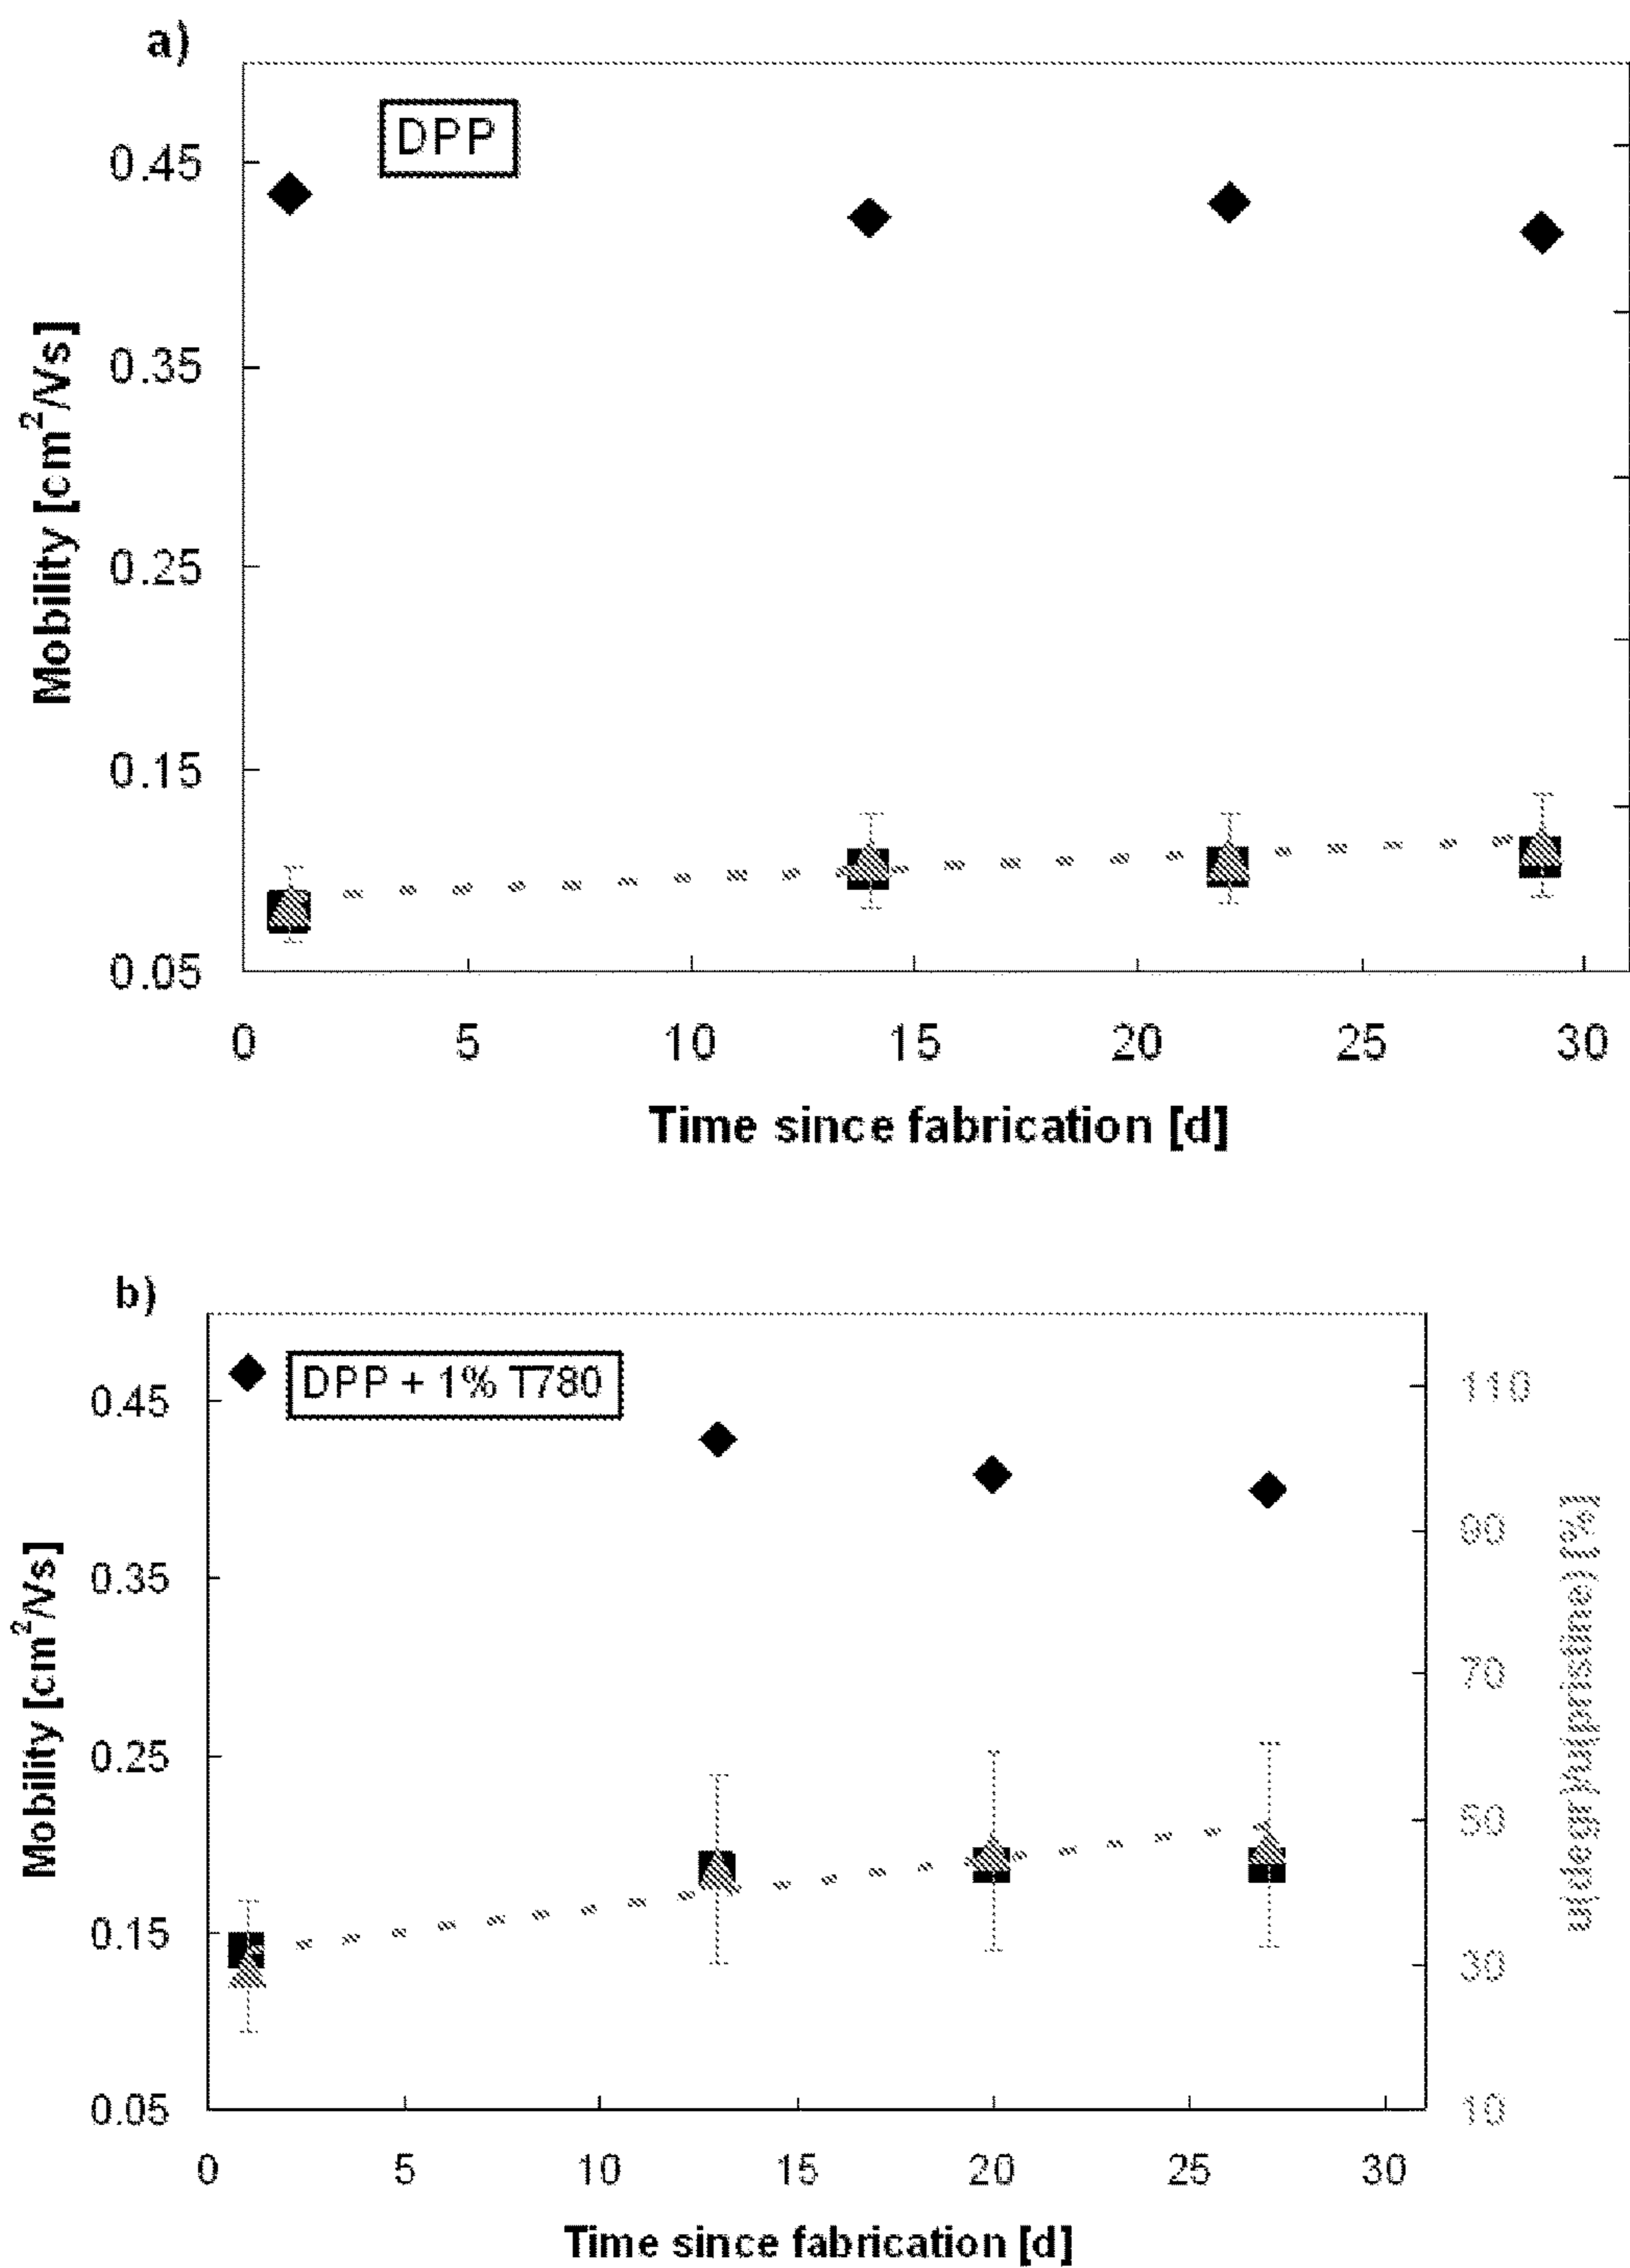 a)
DPP
0.45
0.35
0.25
0.15
0.05
Mobility [cm2/Vs]
0 5 10 15 20 25 30
Time since fabrication [d]
b)
DPP + 1% T780
0.45
0.35
0.25
0.15
0.05
Mobility [cm2/Vs]
110
90
70
50
30
10
u(degr)/u(pristine) [%]
0 5 10 15 20 25 30
Time since fabrication [d]